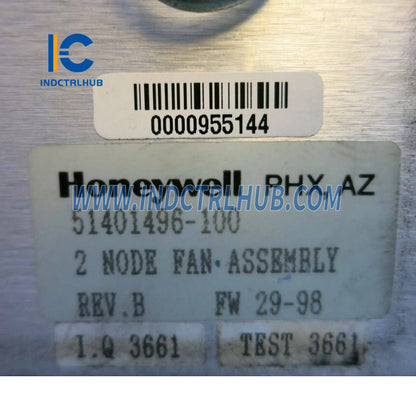 IC
INDCTRLHUB
0000955144
Honeywell PHX, AZ
WWW.INDCTRLHUB.COM
51401496-100
2 NODE FAN ASSEMBLY
REV.B FW 29-98
I.Q 3661 TEST 3661